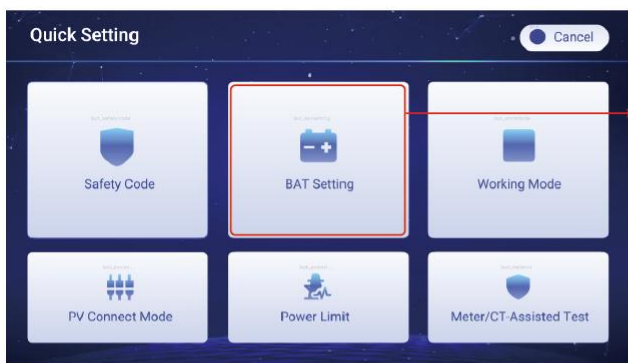 Quick Setting
Cancel
Safety Code
BAT Setting
Working Mode
PV Connect Mode
Power Limit
Meter/CT-Assisted Test